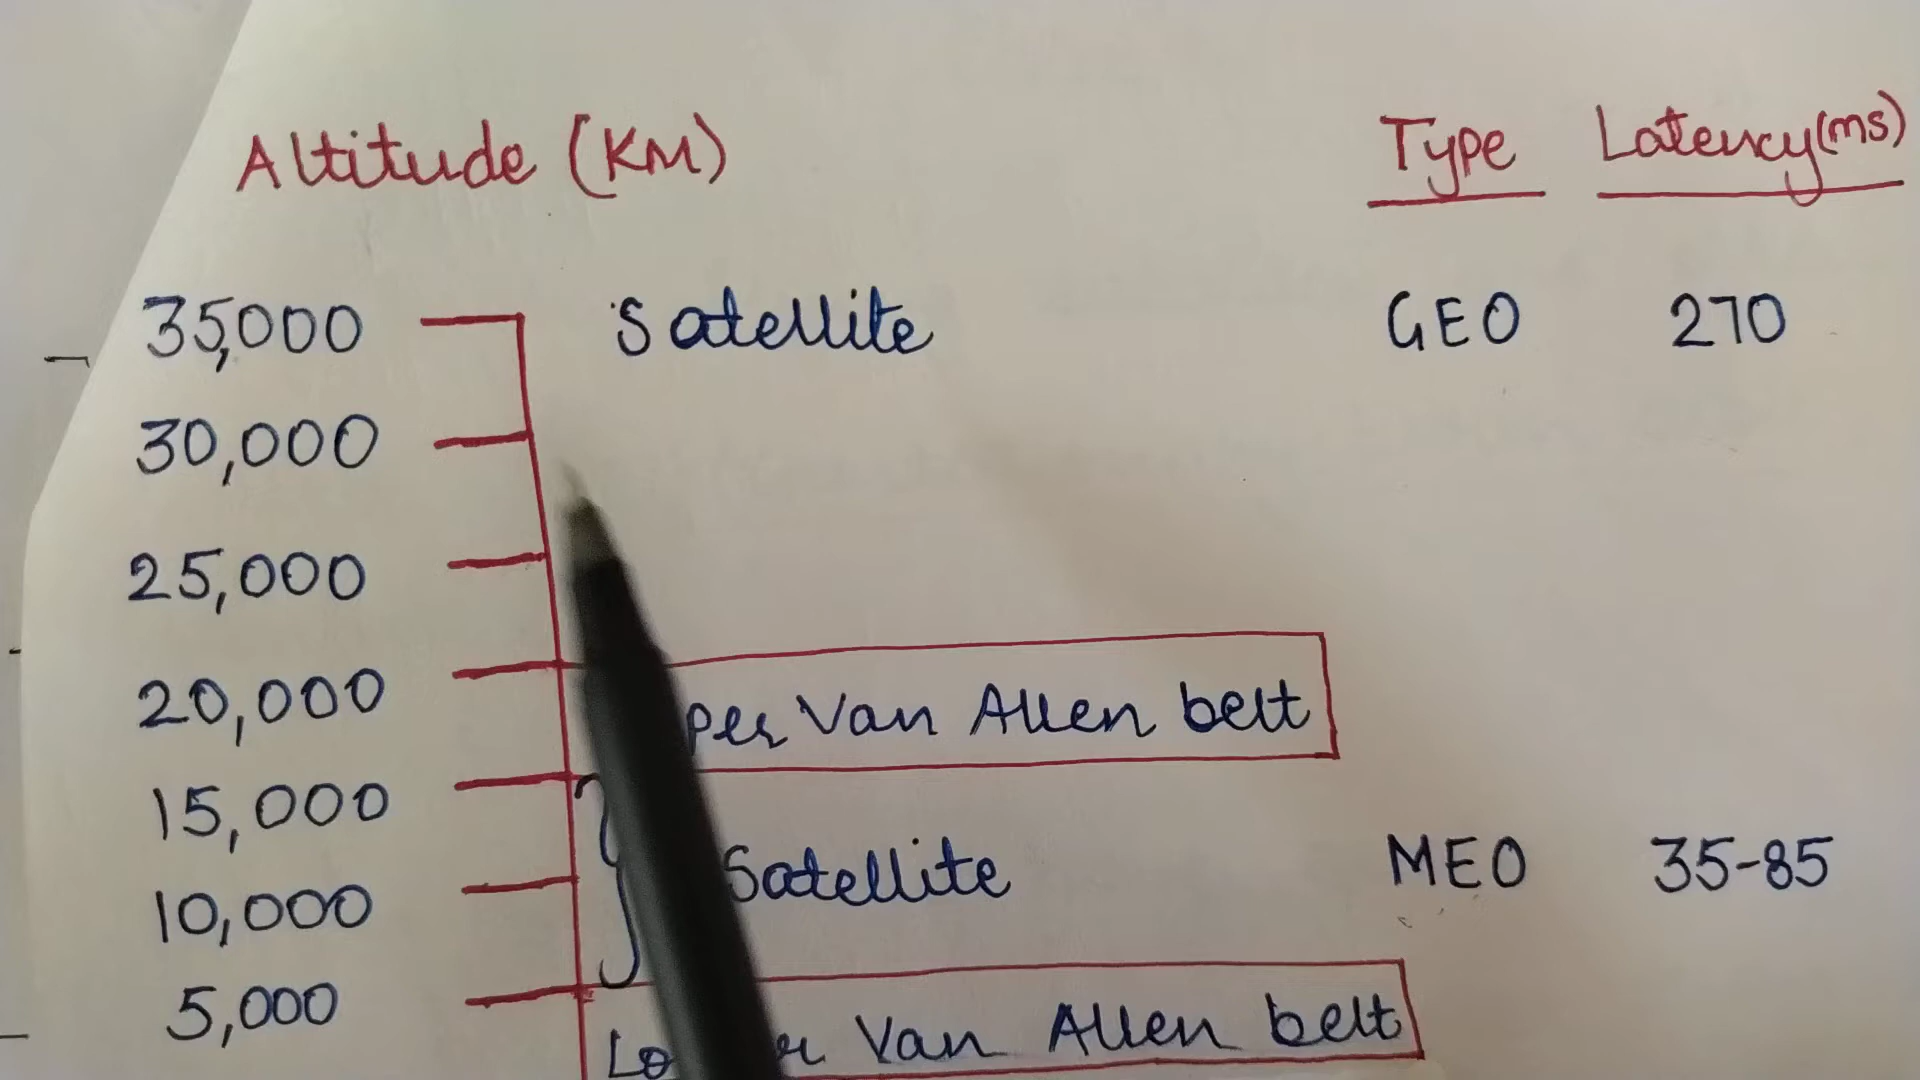 Altitude (KM) Type Latency(ms)
35,000 Satellite GEO 270
30,000
25,000
20,000
per Van Allen belt
15,000
Satellite MEO 35-85
10,000
5,000
Van Allen belt